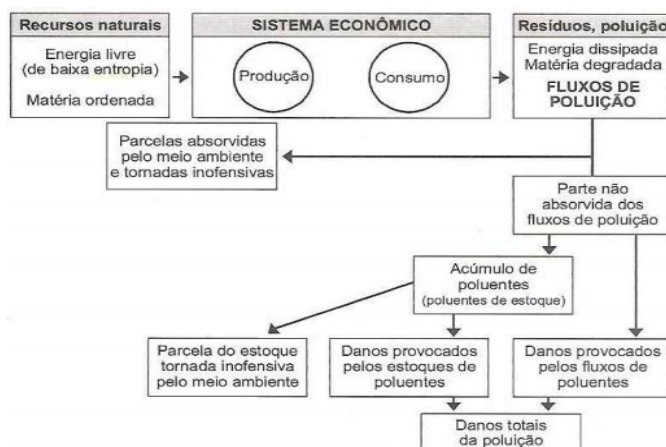 Recursos naturais
Energia livre
(de baixa entropia)
Matéria ordenada
SISTEMA ECONÔMICO
Produção
Consumo
Resíduos, poluição
Energia dissipada
Matéria degradada
FLUXOS DE
POLUIÇÃO
Parcelas absorvidas
pelo meio ambiente
e tornadas inofensivas
Parte não
absorvida dos
fluxos de poluição
Acúmulo de
poluentes
(poluentes de estoque)
Parcela do estoque
tornada inofensiva
pelo meio ambiente
Danos provocados
pelos estoques de
poluentes
Danos provocados
pelos fluxos de
poluentes
Danos totais
da poluição